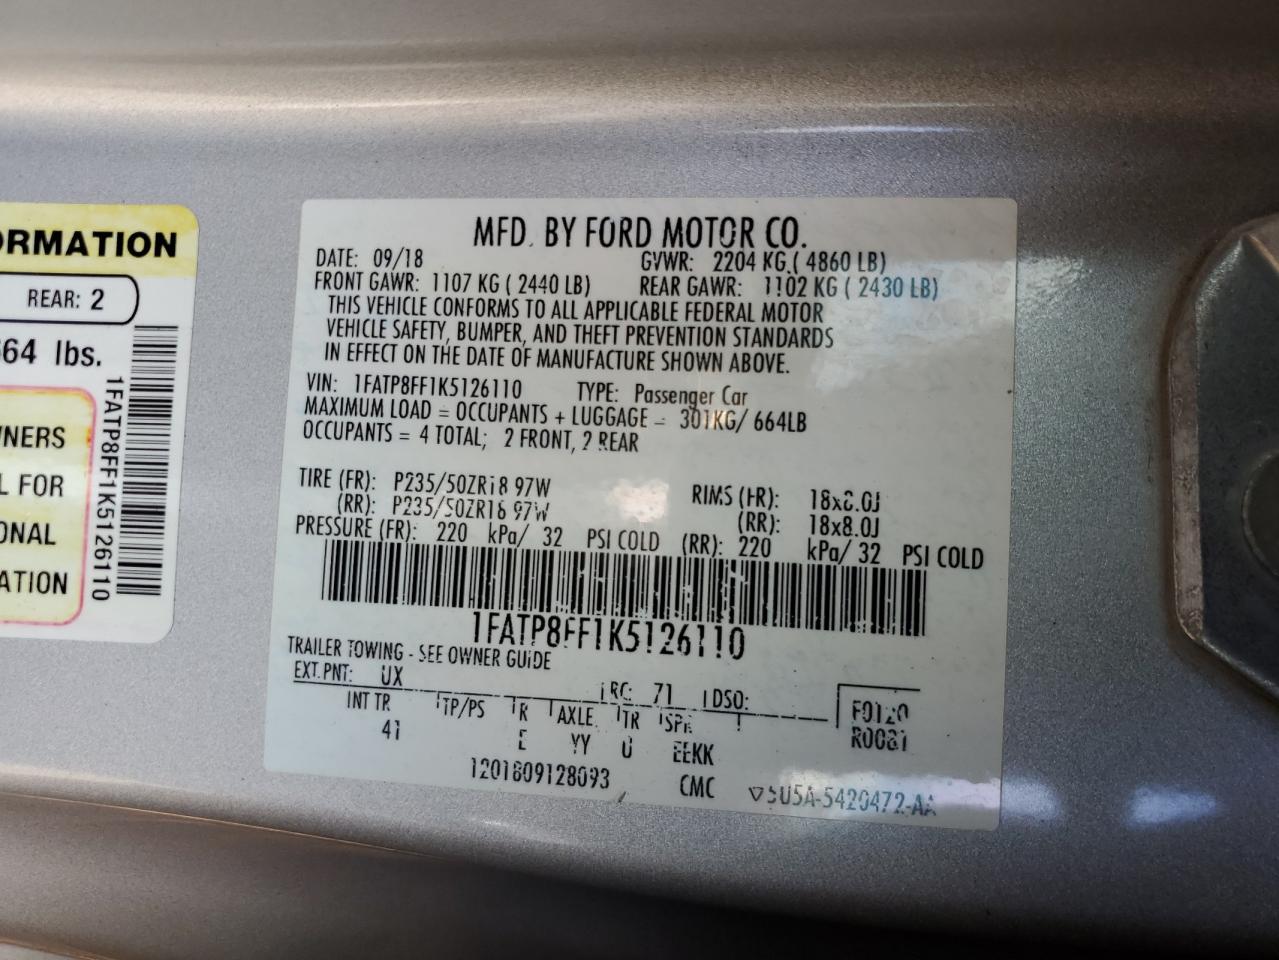 ORMATION
REAR: 2
664 lbs.
NERS
L FOR
ONAL
ATION
1FATP8FF1K5126110
MFD. BY FORD MOTOR CO.
DATE: 09/18 GVWR: 2204 KG ( 4860 LB)
FRONT GAWR: 1107 KG ( 2440 LB) REAR GAWR: 1102 KG ( 2430 LB)
THIS VEHICLE CONFORMS TO ALL APPLICABLE FEDERAL MOTOR
VEHICLE SAFETY, BUMPER, AND THEFT PREVENTION STANDARDS
IN EFFECT ON THE DATE OF MANUFACTURE SHOWN ABOVE.
VIN: 1FATP8FF1K5126110 TYPE: Passenger Car
MAXIMUM LOAD = OCCUPANTS + LUGGAGE = 301KG/ 664LB
OCCUPANTS = 4 TOTAL; 2 FRONT, 2 REAR
TIRE (FR): P235/50ZR18 97W RIMS (FR): 18x8.0J
(RR): P235/50ZR18 97W (RR): 18x8.0J
PRESSURE (FR): 220 kPa/ 32 PSI COLD (RR): 220 kPa/ 32 PSI COLD
1FATP8FF1K5126110
TRAILER TOWING - SEE OWNER GUIDE
EXT. PNT: UX RC: 71 DSO: F0120
INT TR TP/PS R AXLE TR SPR R0081
41 E YY U EEKK
1201809128093 CMC 5U5A-5420472-AA